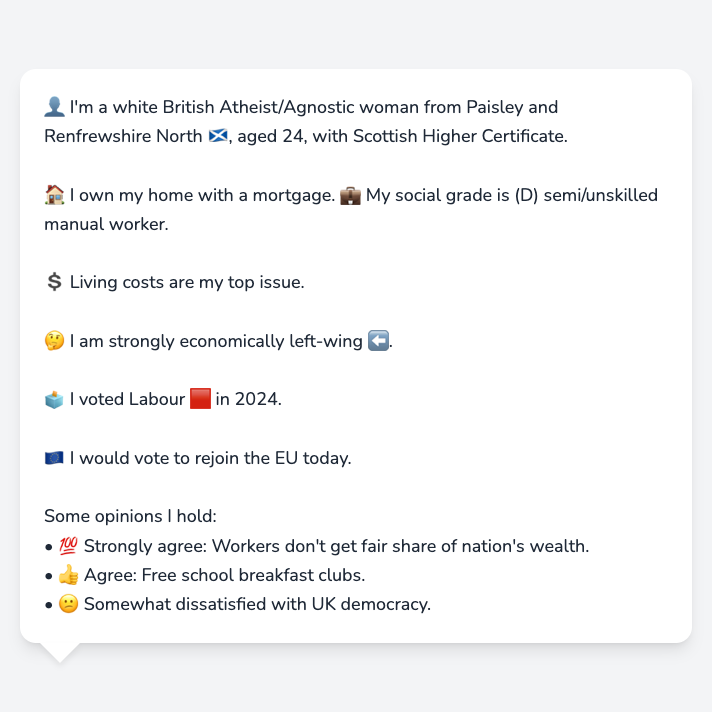 👤 I'm a white British Atheist/Agnostic woman from Paisley and
Renfrewshire North 🏴󠁧󠁢󠁳󠁣󠁴󠁿, aged 24, with Scottish Higher Certificate.
🏠 I own my home with a mortgage. 💼 My social grade is (D) semi/unskilled
manual worker.
💲 Living costs are my top issue.
🤔 I am strongly economically left-wing ⬅️.
🗳️ I voted Labour 🟥 in 2024.
🇪🇺 I would vote to rejoin the EU today.
Some opinions I hold:
• 💯 Strongly agree: Workers don't get fair share of nation's wealth.
• 👍 Agree: Free school breakfast clubs.
• 😕 Somewhat dissatisfied with UK democracy.